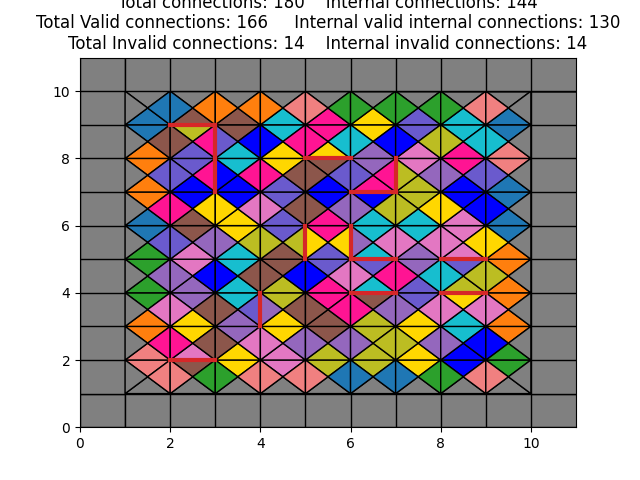 Total connections: 180    Internal connections: 144
Total Valid connections: 166    Internal valid internal connections: 130
Total Invalid connections: 14    Internal invalid connections: 14
10
8
6
4
2
0
0 2 4 6 8 10